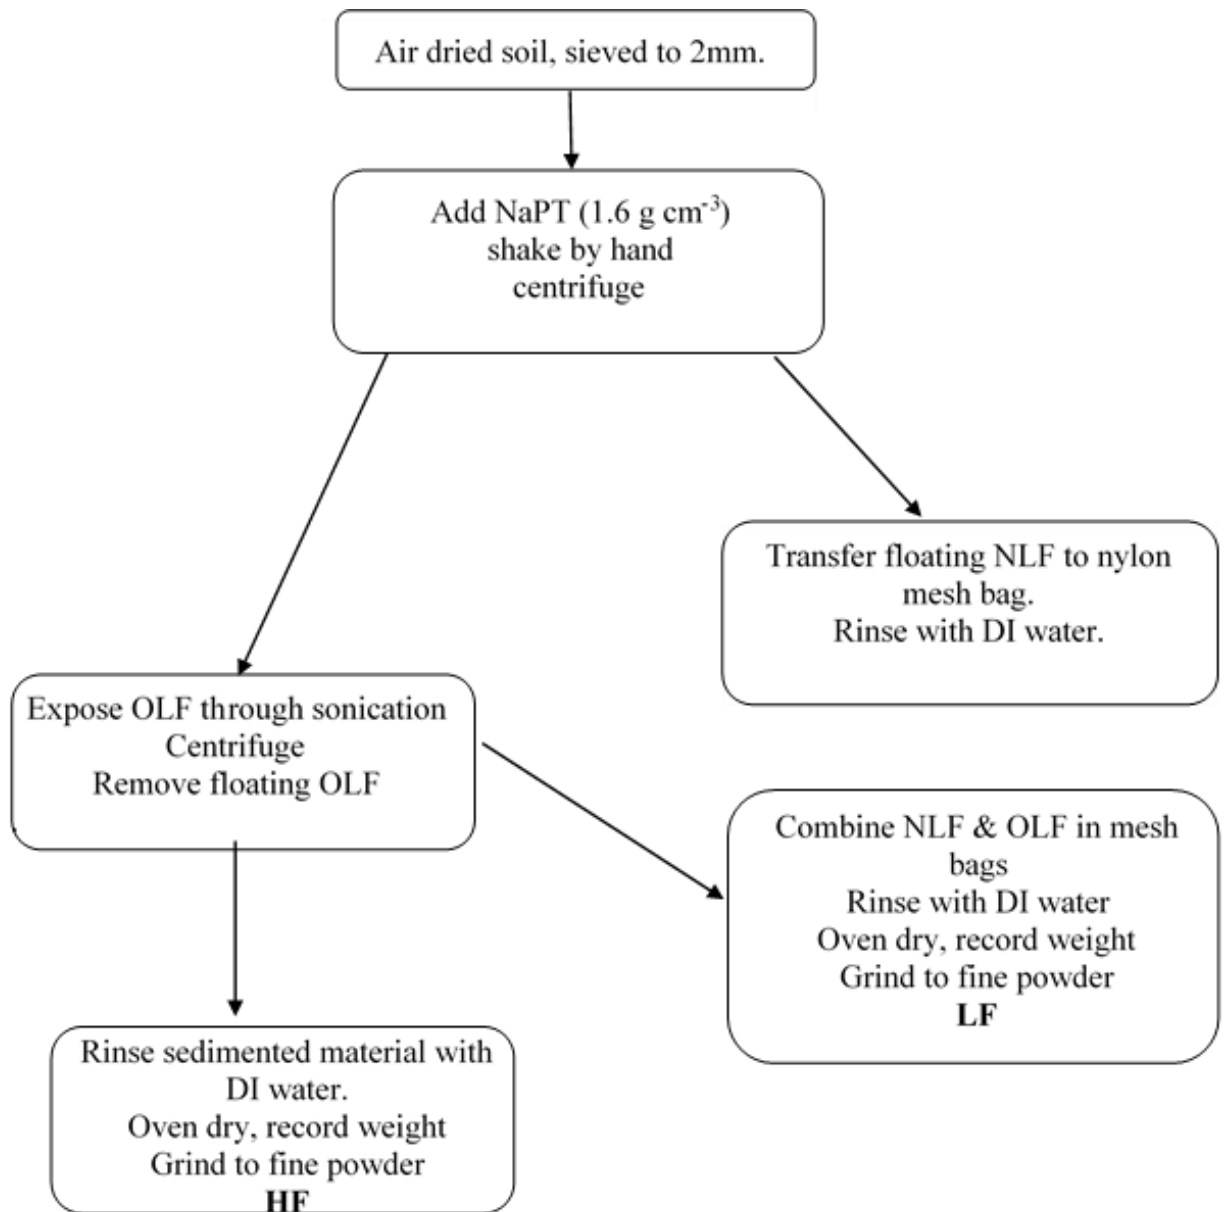 Air dried soil, sieved to 2mm.
Add NaPT (1.6 g cm⁻³)
shake by hand
centrifuge
Transfer floating NLF to nylon
mesh bag.
Rinse with DI water.
Expose OLF through sonication
Centrifuge
Remove floating OLF
Combine NLF & OLF in mesh
bags
Rinse with DI water
Oven dry, record weight
Grind to fine powder
LF
Rinse sedimented material with
DI water.
Oven dry, record weight
Grind to fine powder
HF